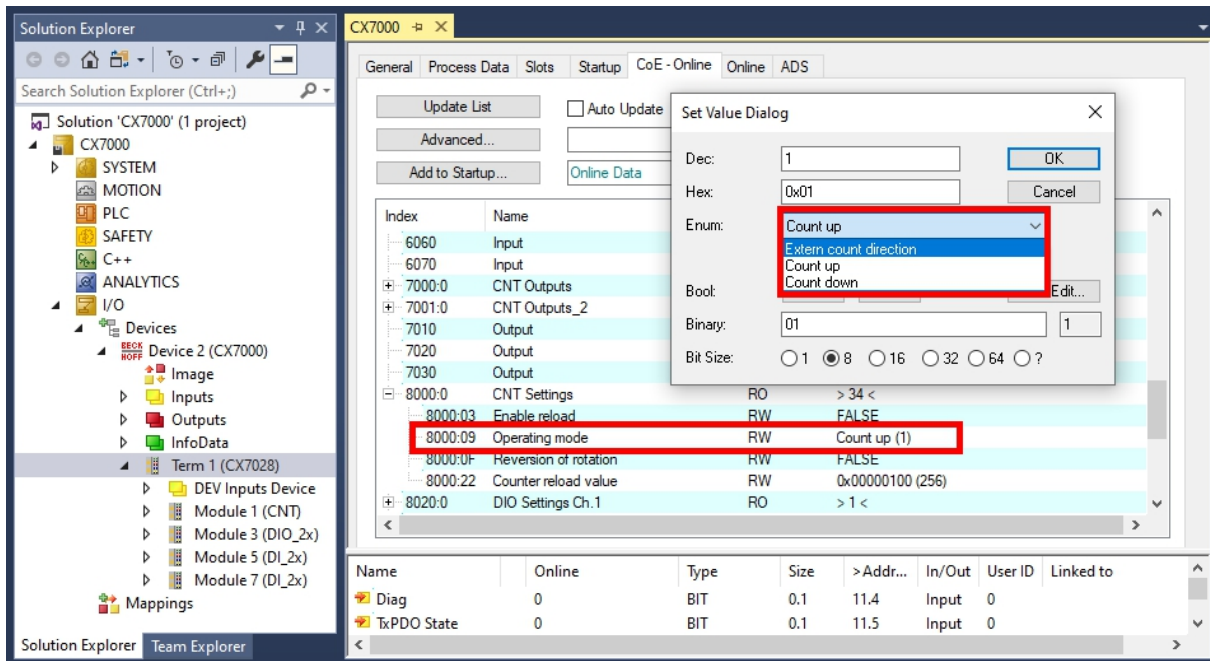 Solution Explorer
Search Solution Explorer (Ctrl+;)
Solution 'CX7000' (1 project)
CX7000
SYSTEM
MOTION
PLC
SAFETY
C++
ANALYTICS
I/O
Devices
BECK
HOFF
Device 2 (CX7000)
Image
Inputs
Outputs
InfoData
Term 1 (CX7028)
DEV Inputs Device
Module 1 (CNT)
Module 3 (DIO_2x)
Module 5 (DI_2x)
Module 7 (DI_2x)
Mappings
Solution Explorer Team Explorer
CX7000
General Process Data Slots Startup CoE - Online Online ADS
Update List Auto Update
Advanced...
Add to Startup... Online Data
Index Name
6060 Input
6070 Input
7000:0 CNT Outputs
7001:0 CNT Outputs_2
7010 Output
7020 Output
7030 Output
8000:0 CNT Settings RO > 34 <
8000:03 Enable reload RW FALSE
8000:09 Operating mode RW Count up (1)
8000:0F Reversion of rotation RW FALSE
8000:22 Counter reload value RW 0x00000100 (256)
8020:0 DIO Settings Ch.1 RO > 1 <
Set Value Dialog
Dec: 1 OK
Hex: 0x01 Cancel
Enum: Count up
Extern count direction
Count up
Count down
Bool: Edit...
Binary: 01 1
Bit Size: 1 8 16 32 64 ?
Name Online Type Size >Addr... In/Out User ID Linked to
Diag 0 BIT 0.1 11.4 Input 0
TxPDO State 0 BIT 0.1 11.5 Input 0